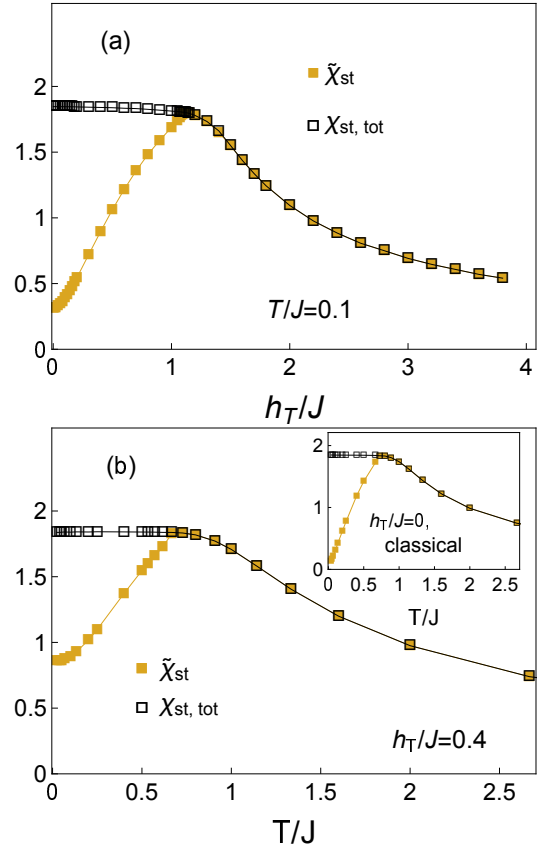 (a)
χ̃st
χst, tot
2
1.5
1
0.5
0
T/J=0.1
0 1 2 3 4
hT/J
(b)
2
1.5
1
0.5
0
χ̃st
χst, tot
hT/J=0.4
0 0.5 1 1.5 2 2.5
T/J
2
1
0
hT/J=0,
classical
0 0.5 1 1.5 2 2.5
T/J